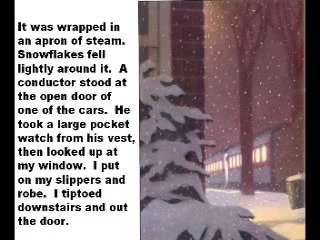 It was wrapped in
an apron of steam.
Snowflakes fell
lightly around it.  A
conductor stood at
the open door of
one of the cars.  He
took a large pocket
watch from his vest,
then looked up at
my window.  I put
on my slippers and
robe.  I tiptoed
downstairs and out
the door.